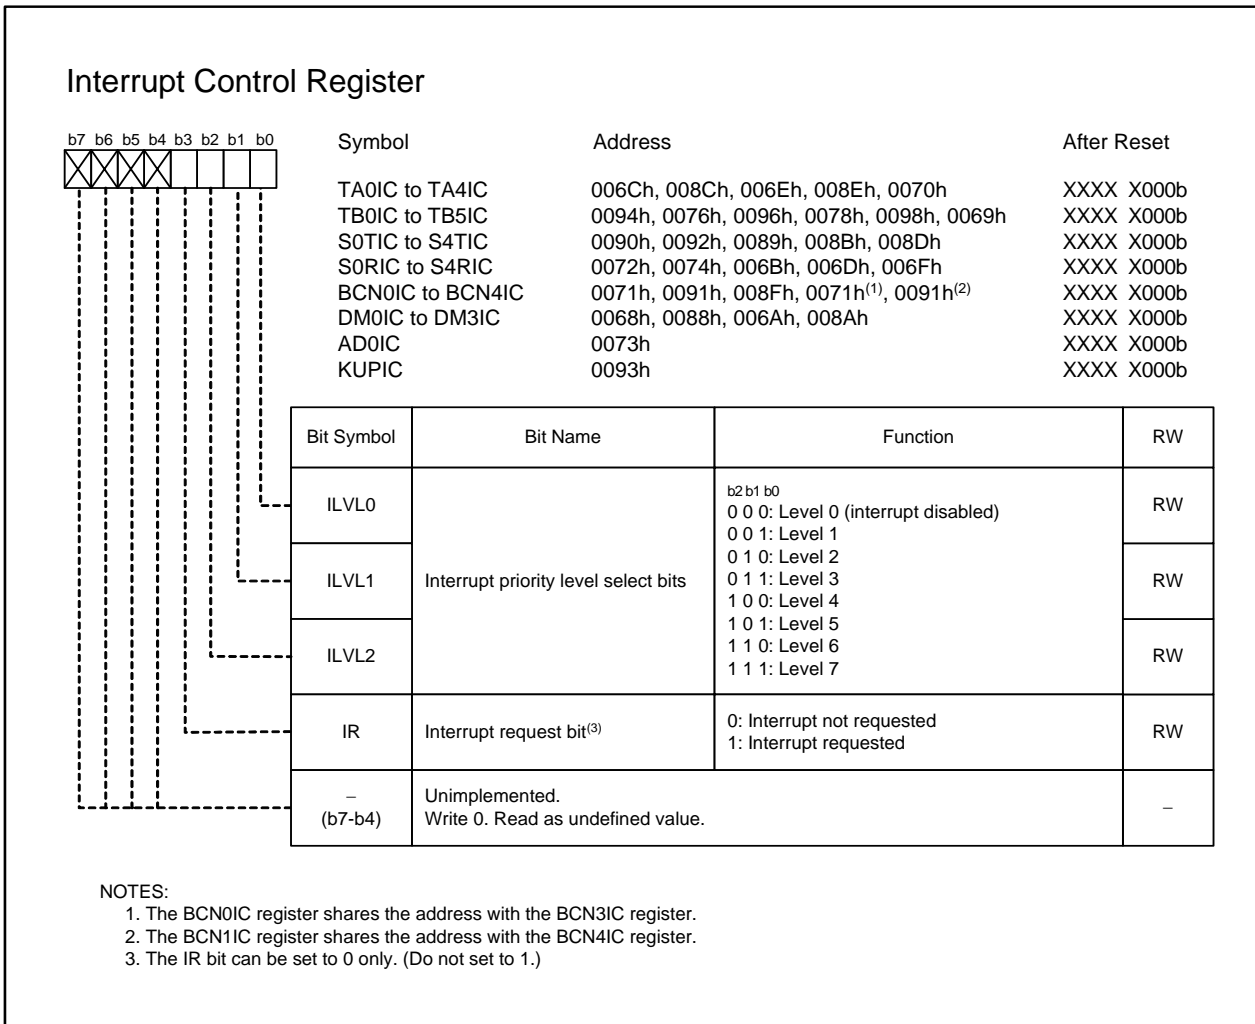 Interrupt Control Register
b7 b6 b5 b4 b3 b2 b1 b0
Symbol Address After Reset
TA0IC to TA4IC 006Ch, 008Ch, 006Eh, 008Eh, 0070h XXXX X000b
TB0IC to TB5IC 0094h, 0076h, 0096h, 0078h, 0098h, 0069h XXXX X000b
S0TIC to S4TIC 0090h, 0092h, 0089h, 008Bh, 008Dh XXXX X000b
S0RIC to S4RIC 0072h, 0074h, 006Bh, 006Dh, 006Fh XXXX X000b
BCN0IC to BCN4IC 0071h, 0091h, 008Fh, 0071h(1), 0091h(2) XXXX X000b
DM0IC to DM3IC 0068h, 0088h, 006Ah, 008Ah XXXX X000b
AD0IC 0073h XXXX X000b
KUPIC 0093h XXXX X000b
Bit Symbol Bit Name Function RW
ILVL0 RW
ILVL1 Interrupt priority level select bits RW
ILVL2 RW
b2 b1 b0
0 0 0: Level 0 (interrupt disabled)
0 0 1: Level 1
0 1 0: Level 2
0 1 1: Level 3
1 0 0: Level 4
1 0 1: Level 5
1 1 0: Level 6
1 1 1: Level 7
IR Interrupt request bit(3) 0: Interrupt not requested RW
1: Interrupt requested
– Unimplemented. –
(b7-b4) Write 0. Read as undefined value.
NOTES:
1. The BCN0IC register shares the address with the BCN3IC register.
2. The BCN1IC register shares the address with the BCN4IC register.
3. The IR bit can be set to 0 only. (Do not set to 1.)